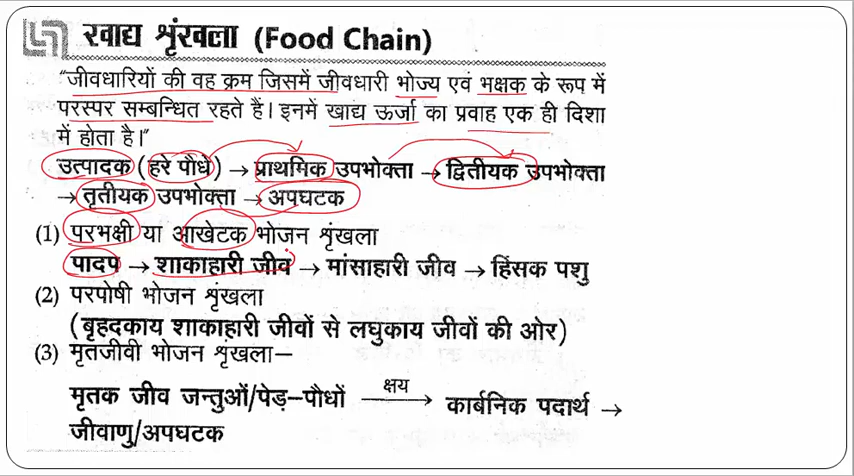 खाद्य शृंखला (Food Chain)
"जीवधारियों की वह क्रम जिसमें जीवधारी भोज्य एवं भक्षक के रूप में
परस्पर सम्बन्धित रहते हैं। इनमें खाद्य ऊर्जा का प्रवाह एक ही दिशा
में होता है।"
उत्पादक (हरे पौधे) → प्राथमिक उपभोक्ता → द्वितीयक उपभोक्ता
→ तृतीयक उपभोक्ता → अपघटक
(1) परभक्षी या आखेटक भोजन शृंखला
पादप → शाकाहारी जीव → मांसाहारी जीव → हिंसक पशु
(2) परपोषी भोजन शृंखला
(बृहदकाय शाकाहारी जीवों से लघुकाय जीवों की ओर)
(3) मृतजीवी भोजन शृंखला–
मृतक जीव जन्तुओं/पेड़-पौधों क्षय → कार्बनिक पदार्थ →
जीवाणु/अपघटक